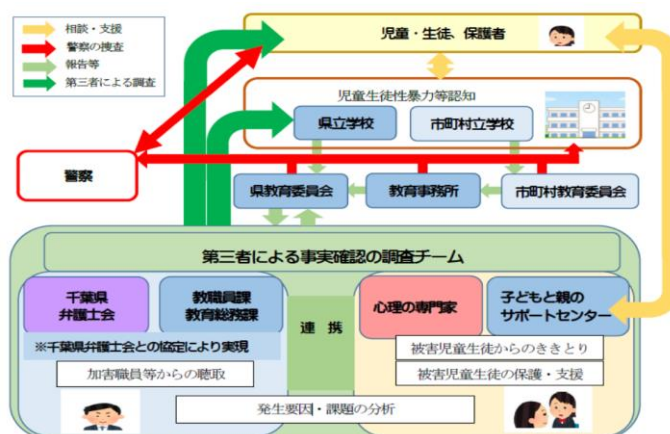 相談・支援
警察の捜査
報告等
第三者による調査
児童・生徒、保護者
児童生徒性暴力等認知
県立学校
市町村立学校
警察
県教育委員会
教育事務所
市町村教育委員会
第三者による事実確認の調査チーム
千葉県
弁護士会
教職員課
教育総務課
連携
心理の専門家
子どもと親の
サポートセンター
※千葉県弁護士会との協定により実現
加害職員等からの聴取
被害児童生徒からのききとり
被害児童生徒の保護・支援
発生要因・課題の分析